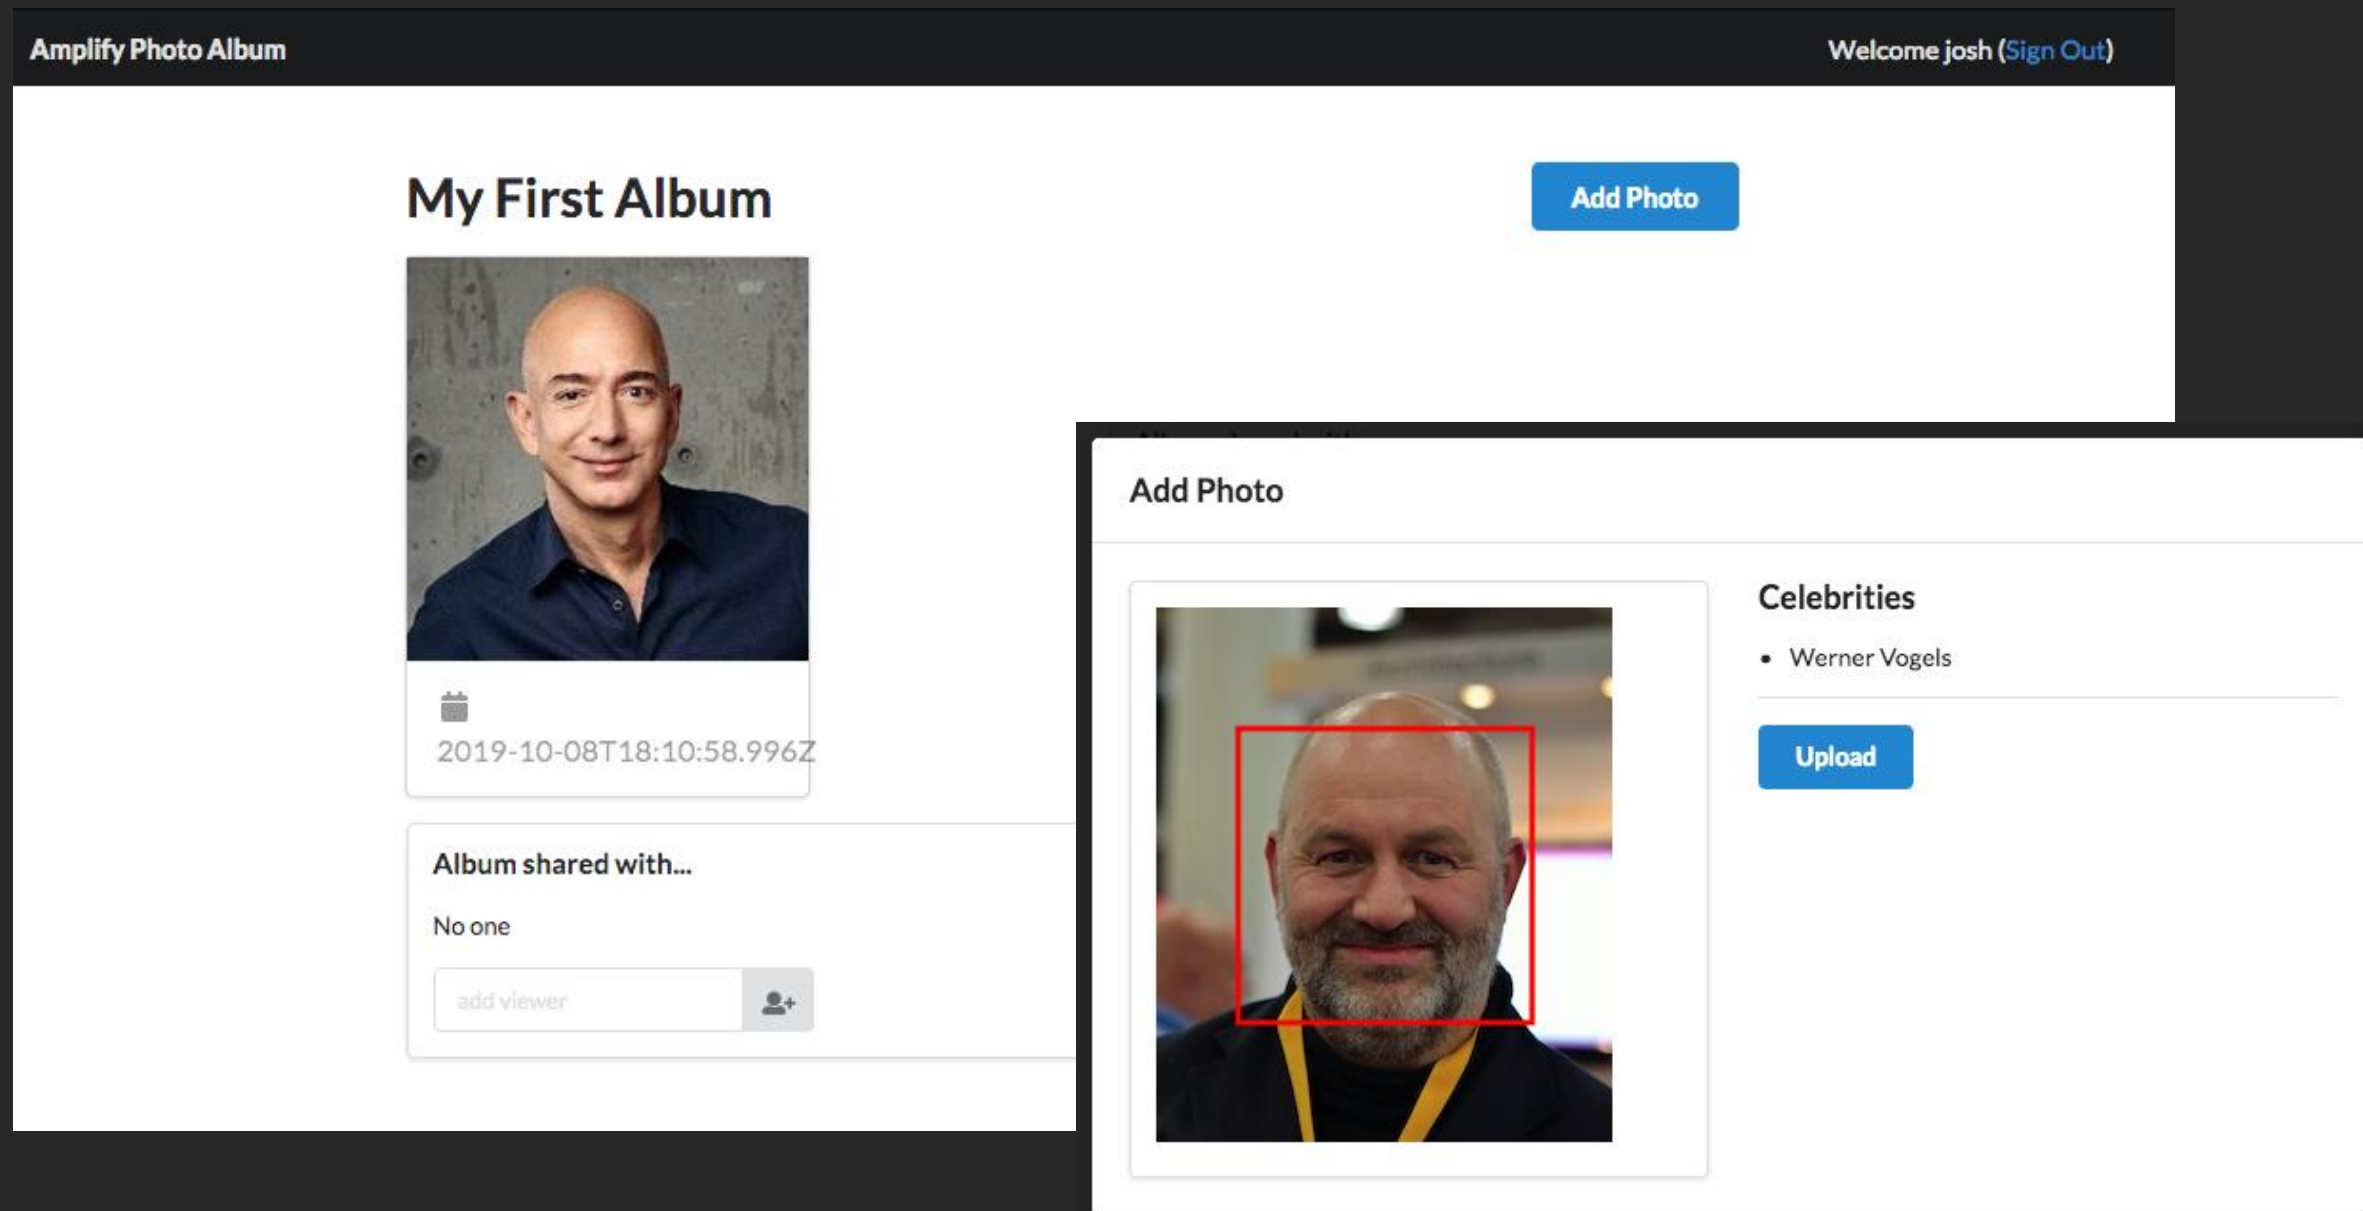 Amplify Photo Album
Welcome josh (Sign Out)
My First Album
Add Photo
2019-10-08T18:10:58.996Z
Album shared with...
No one
add viewer
Add Photo
Celebrities
• Werner Vogels
Upload